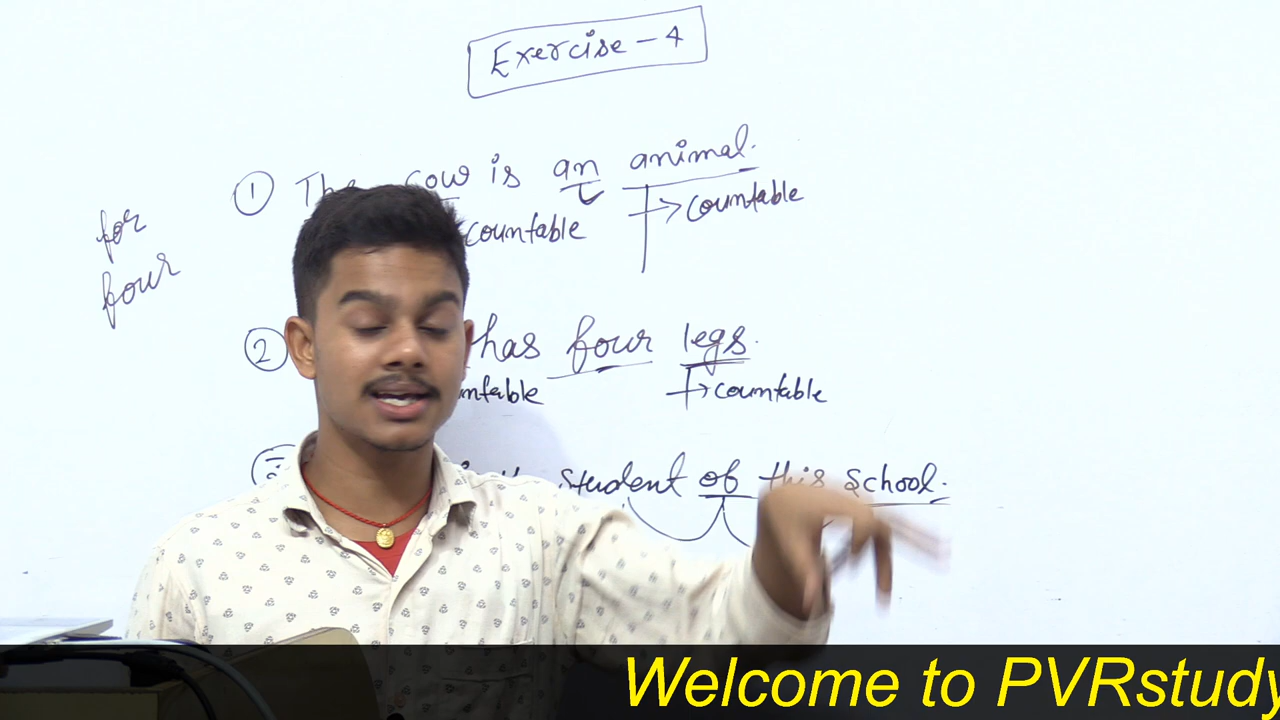 Exercise - 4
① The cow is an animal.
countable → countable
for
four
② has four legs.
→ countable
student of this school.
Welcome to PVRstudy